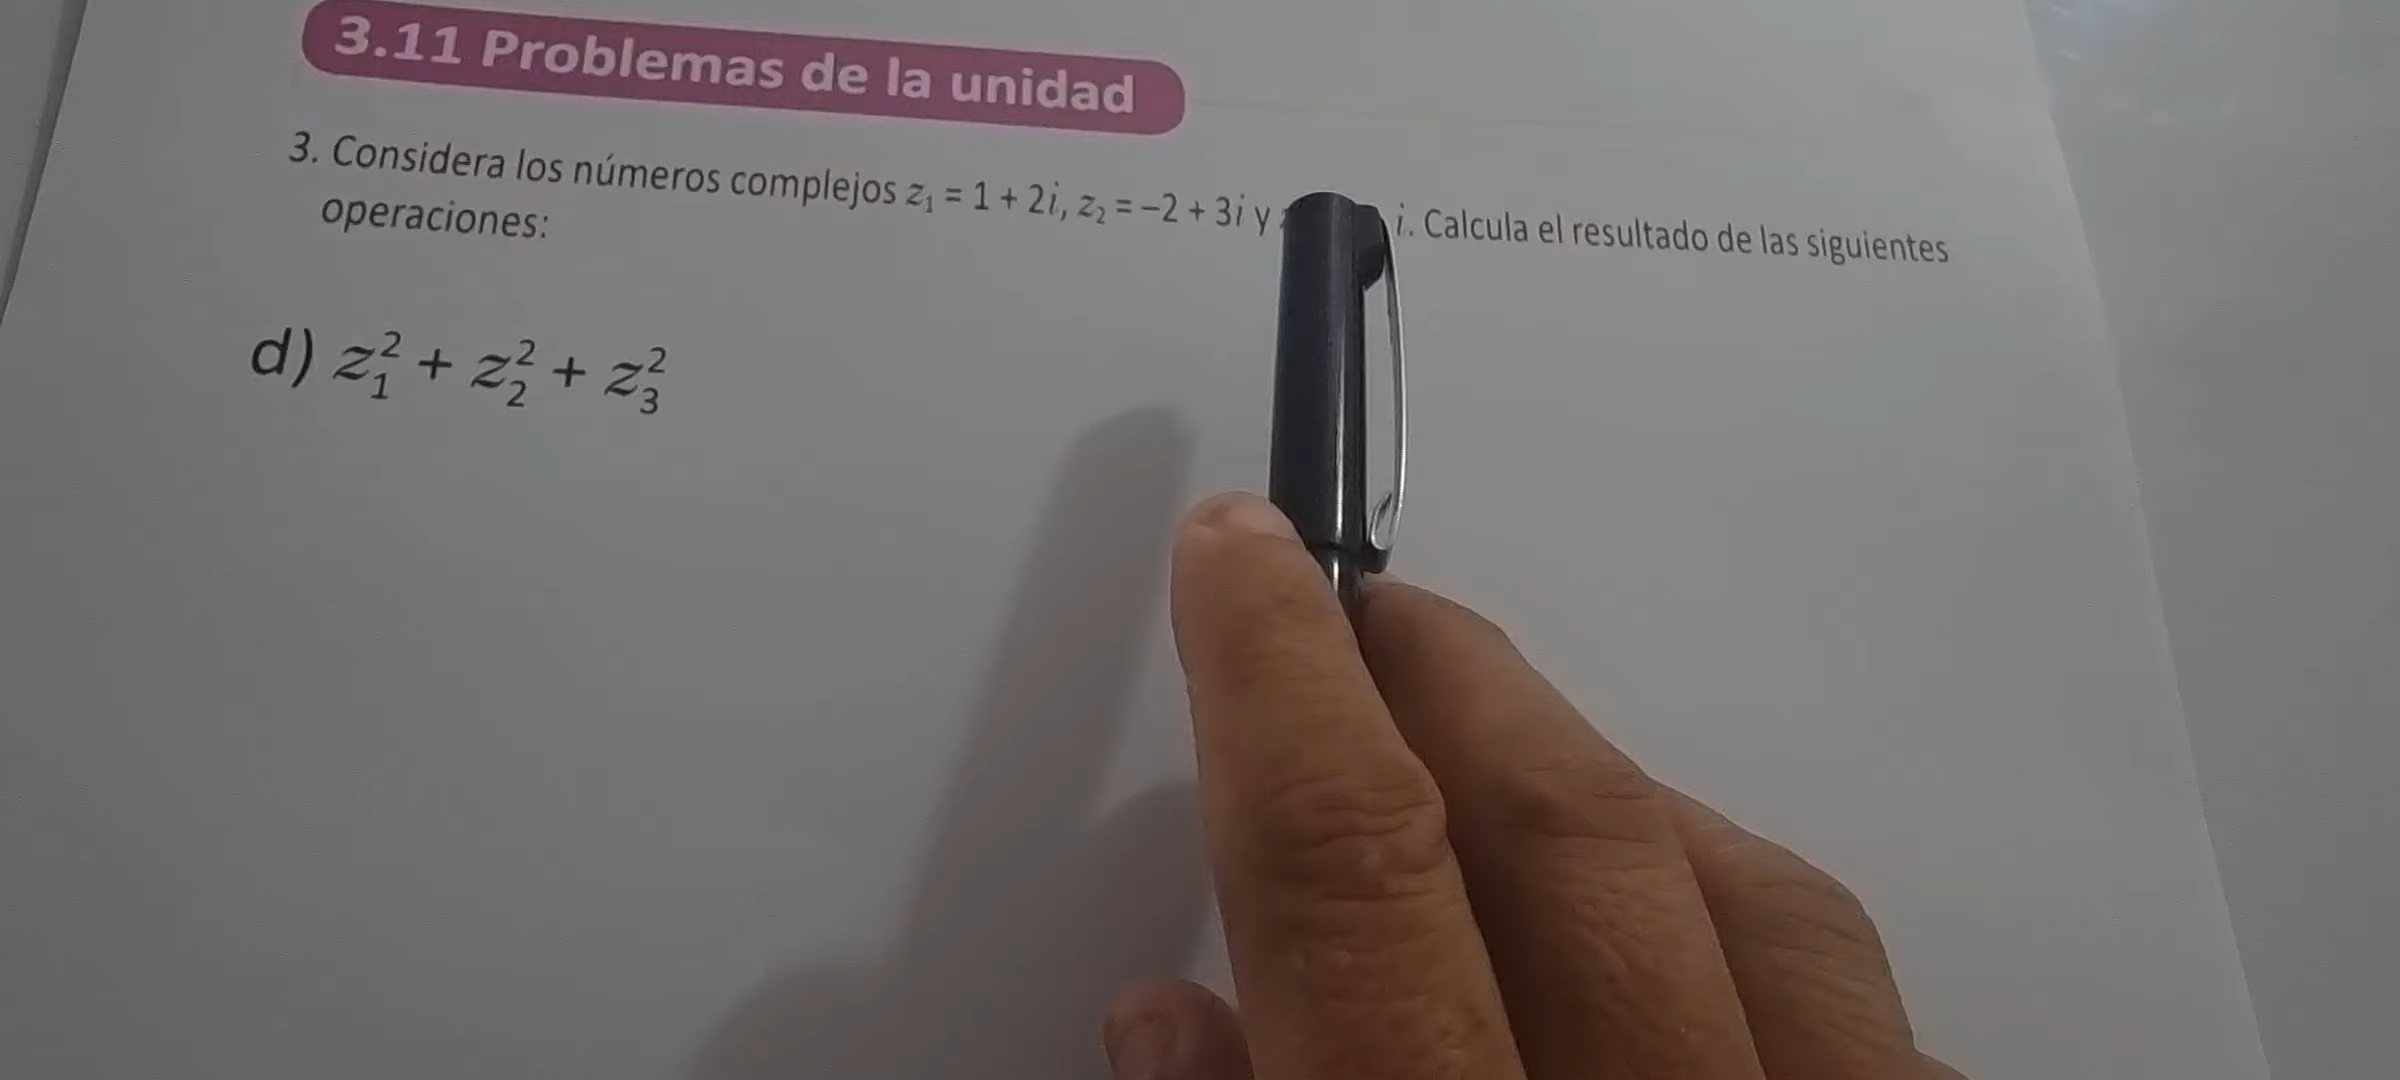 3.11 Problemas de la unidad
3. Considera los números complejos z₁ = 1 + 2i, z₂ = −2 + 3i y i. Calcula el resultado de las siguientes
operaciones:
d) z₁² + z₂² + z₃²